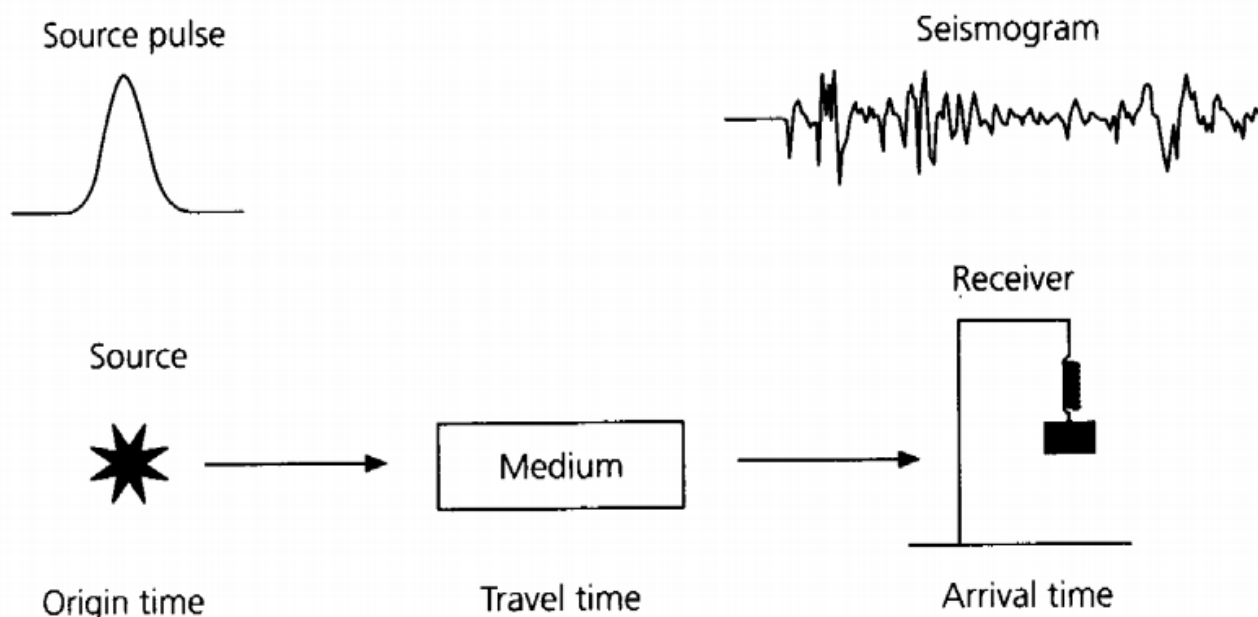 Source pulse
Seismogram
Receiver
Source
Medium
Origin time
Travel time
Arrival time